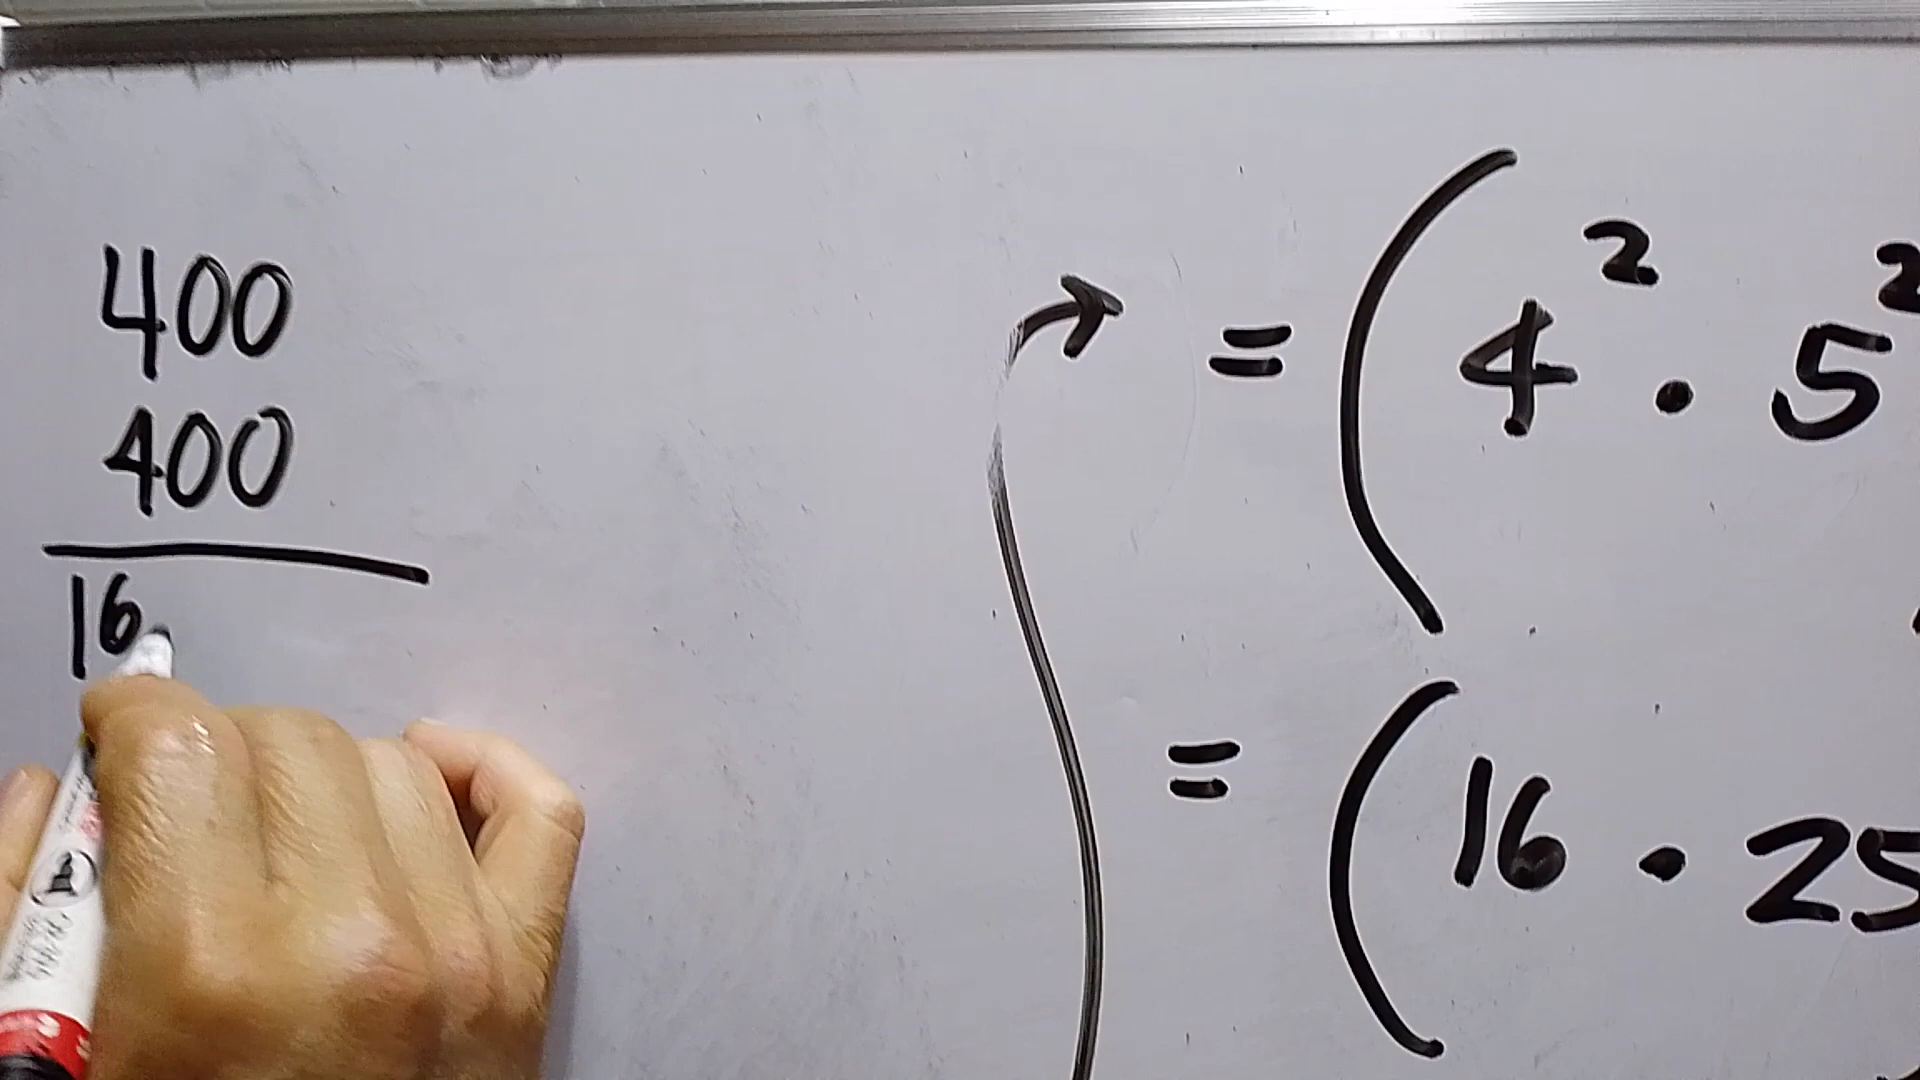 400
400
16
= (4² . 5²
= (16 . 25
B